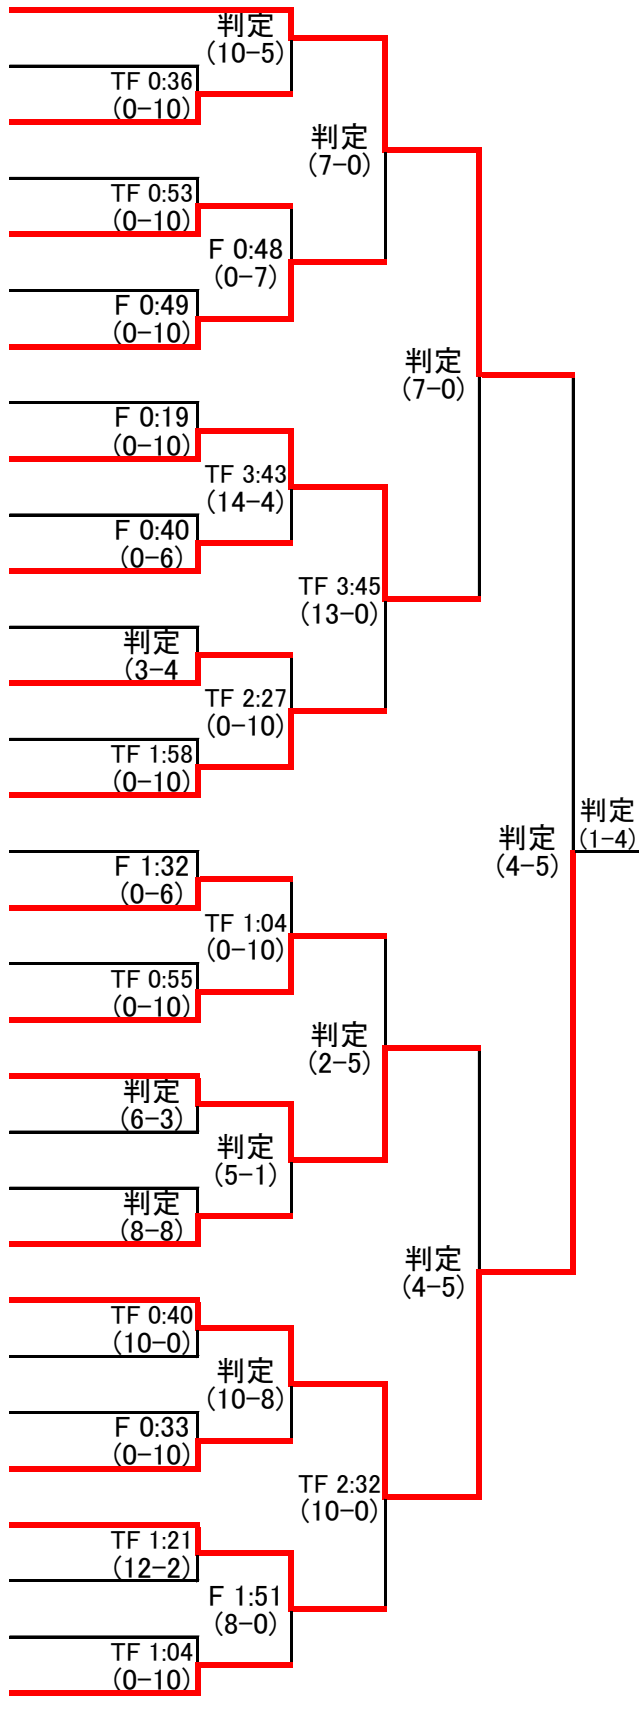 判定
(10-5)
TF 0:36
(0-10)
判定
(7-0)
TF 0:53
(0-10)
F 0:48
(0-7)
F 0:49
(0-10)
判定
(7-0)
F 0:19
(0-10)
TF 3:43
(14-4)
F 0:40
(0-6)
TF 3:45
(13-0)
判定
(3-4
TF 2:27
(0-10)
TF 1:58
(0-10)
判定
(1-4)
判定
(4-5)
F 1:32
(0-6)
TF 1:04
(0-10)
TF 0:55
(0-10)
判定
(2-5)
判定
(6-3)
判定
(5-1)
判定
(8-8)
判定
(4-5)
TF 0:40
(10-0)
判定
(10-8)
F 0:33
(0-10)
TF 2:32
(10-0)
TF 1:21
(12-2)
F 1:51
(8-0)
TF 1:04
(0-10)